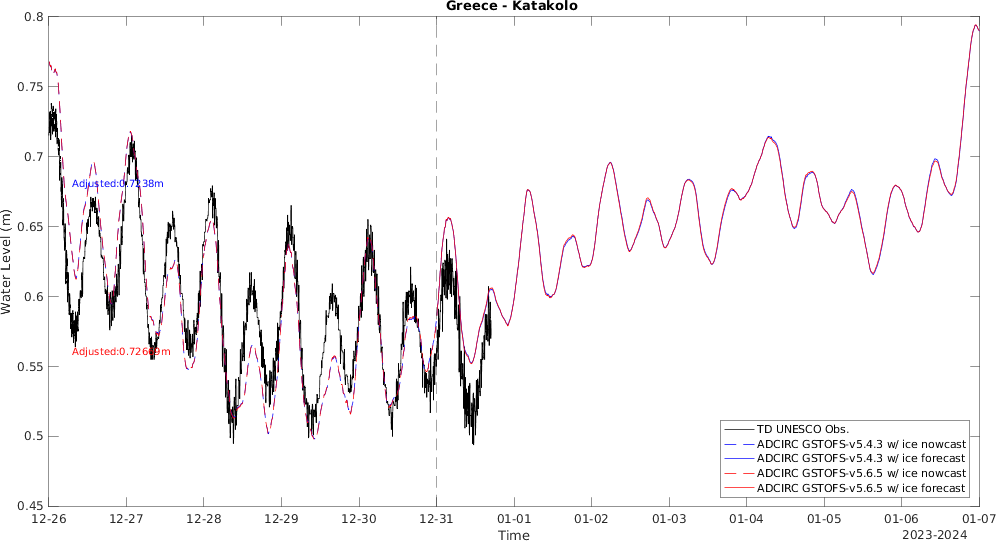 Greece - Katakolo
0.8
0.75
0.7
0.65
0.6
0.55
0.5
0.45
Water Level (m)
Adjusted:0.7238m
TD UNESCO Obs.
ADCIRC GSTOFS-v5.4.3 w/ ice nowcast
ADCIRC GSTOFS-v5.4.3 w/ ice forecast
ADCIRC GSTOFS-v5.6.5 w/ ice nowcast
ADCIRC GSTOFS-v5.6.5 w/ ice forecast
12-26 12-27 12-28 12-29 12-30 12-31 01-01 01-02 01-03 01-04 01-05 01-06 01-07
Time
2023-2024